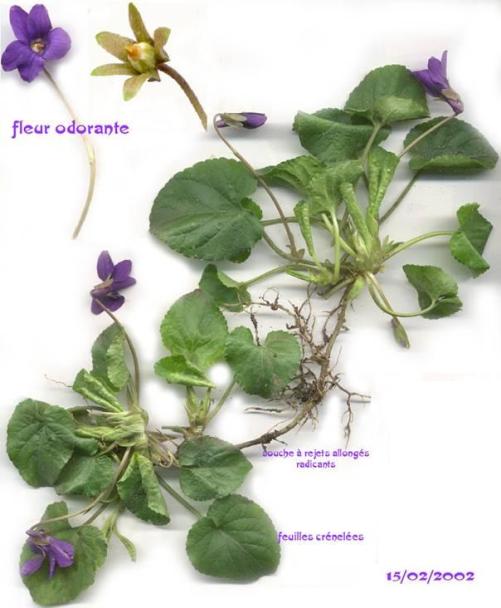 fleur odorante
souche à rejets allongés
radicants
feuilles crénelées
15/02/2002